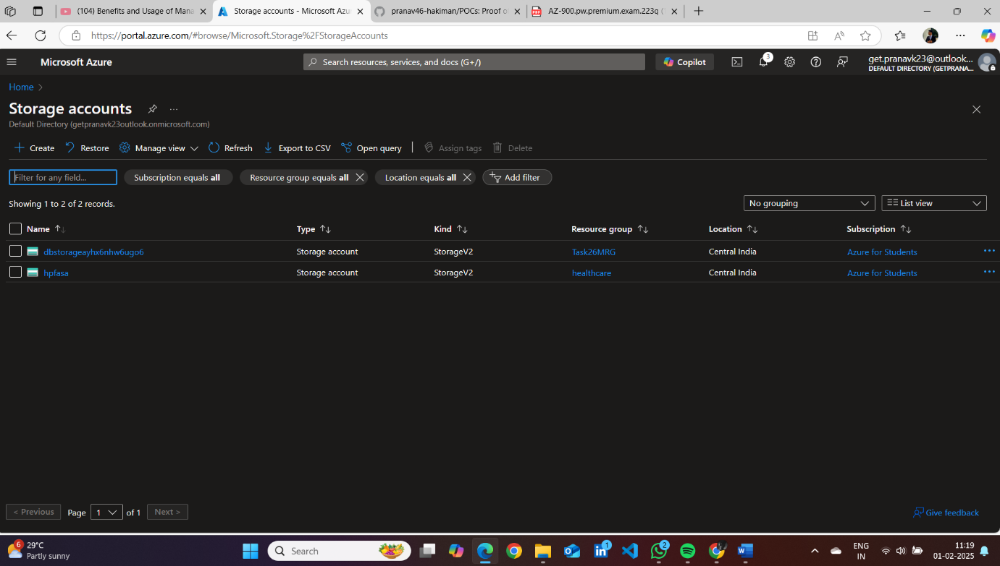 (104) Benefits and Usage of Mana
Storage accounts - Microsoft Azu
pranav46-hakiman/POCs: Proof o
AZ-900.pw.premium.exam.223q (
https://portal.azure.com/#browse/Microsoft.Storage%2FStorageAccounts
Microsoft Azure
Search resources, services, and docs (G+/)
Copilot
3
get.pranavk23@outlook...
DEFAULT DIRECTORY (GETPRANA...
Home
Storage accounts
Default Directory (getpranavk23outlook.onmicrosoft.com)
Create Restore Manage view Refresh Export to CSV Open query Assign tags Delete
Filter for any field... Subscription equals all Resource group equals all Location equals all Add filter
Showing 1 to 2 of 2 records.
No grouping List view
Name Type Kind Resource group Location Subscription
dbstorageayhx6nhw6ugo6 Storage account StorageV2 Task26MRG Central India Azure for Students
hpfasa Storage account StorageV2 healthcare Central India Azure for Students
< Previous Page 1 of 1 Next >
Give feedback
6
29°C
Partly sunny
Search
1
2
ENG
IN
11:19
01-02-2025